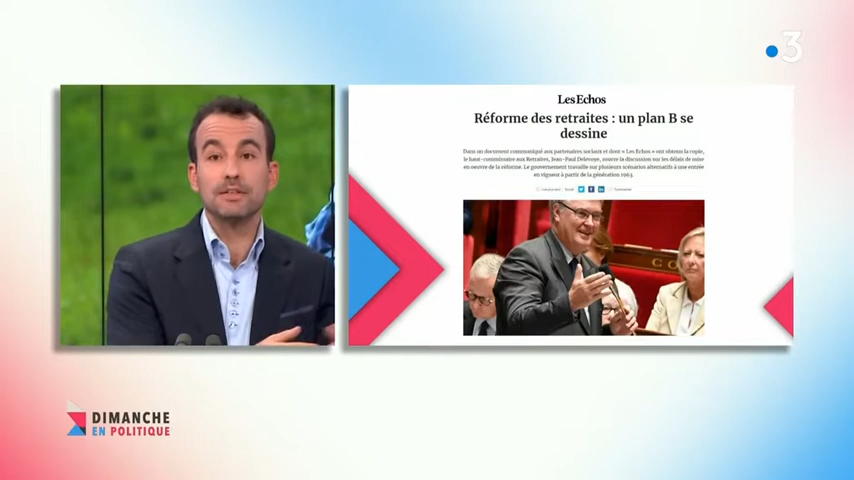 3
Les Echos
Réforme des retraites : un plan B se
dessine
Dans un document communiqué aux partenaires sociaux et dont « Les Echos » ont obtenu la copie,
le haut-commissaire aux Retraites, Jean-Paul Delevoye, rouvre la discussion sur les délais de mise
en oeuvre de la réforme. Le gouvernement travaille sur plusieurs scénarios alternatifs à une entrée
en vigueur à partir de la génération 1963.
DIMANCHE
EN POLITIQUE